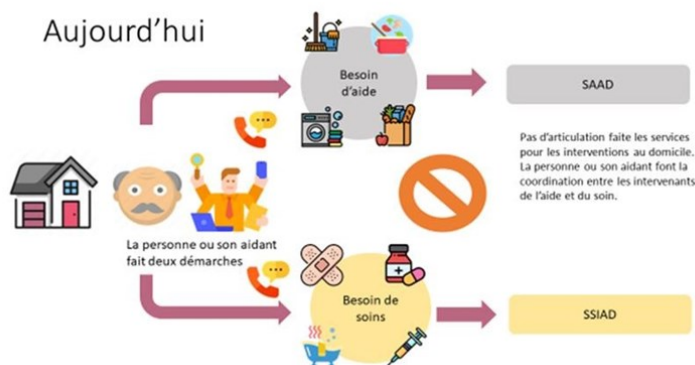 Aujourd'hui
Besoin
d'aide
SAAD
Pas d'articulation faite les services
pour les interventions au domicile.
La personne ou son aidant font la
coordination entre les intervenants
de l'aide et du soin.
La personne ou son aidant
fait deux démarches
Besoin de
soins
SSIAD